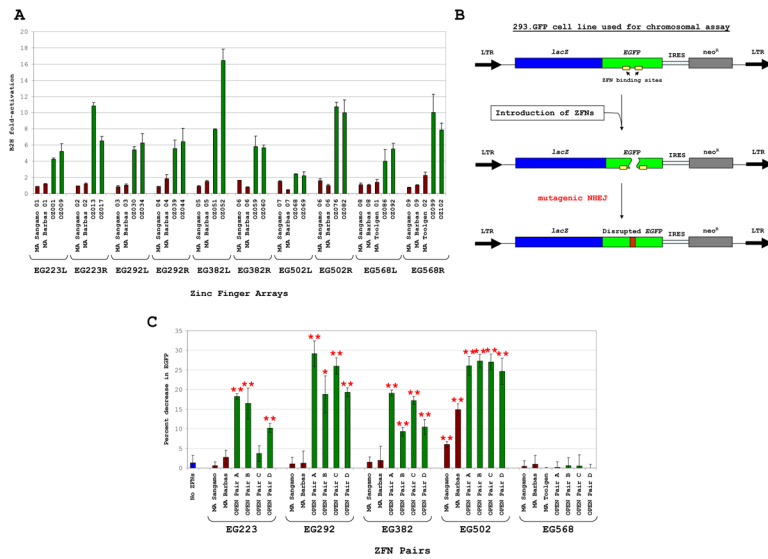 A
B2H fold-activation
20
18
16
14
12
10
8
6
4
2
0
MA Sangamo 01
MA Barbas 01
OZ001
OZ009
MA Sangamo 02
MA Barbas 02
OZ013
OZ017
MA Sangamo 03
MA Barbas 03
OZ030
OZ034
MA Sangamo 04
MA Barbas 04
OZ039
OZ044
MA Sangamo 05
MA Barbas 05
OZ051
OZ052
MA Sangamo 06
MA Barbas 06
OZ059
OZ060
MA Sangamo 07
MA Barbas 07
OZ068
OZ069
MA Sangamo 06
MA Barbas 06
OZ076
OZ082
MA Sangamo 08
MA Barbas 08
MA Toolgen 01
OZ086
OZ092
MA Sangamo 09
MA Barbas 09
MA Toolgen 02
OZ099
OZ102
EG223L EG223R EG292L EG292R EG382L EG382R EG502L EG502R EG568L EG568R
Zinc Finger Arrays
B
293.GFP cell line used for chromosomal assay
LTR lacZ EGFP IRES neoR LTR
ZFN binding sites
Introduction of ZFNs
LTR lacZ EGFP IRES neoR LTR
mutagenic NHEJ
LTR lacZ Disrupted EGFP IRES neoR LTR
C
Percent decrease in EGFP
35
30
25
20
15
10
5
0
** ** ** ** * ** ** ** ** ** ** ** ** ** ** ** **
No ZFNs
MA Sangamo
MA Barbas
OPEN Pair A
OPEN Pair B
OPEN Pair C
OPEN Pair D
MA Sangamo
MA Barbas
OPEN Pair A
OPEN Pair B
OPEN Pair C
OPEN Pair D
MA Sangamo
MA Barbas
OPEN Pair A
OPEN Pair B
OPEN Pair C
OPEN Pair D
MA Sangamo
MA Barbas
OPEN Pair A
OPEN Pair B
OPEN Pair C
OPEN Pair D
MA Sangamo
MA Barbas
MA Toolgen
OPEN Pair A
OPEN Pair B
OPEN Pair C
OPEN Pair D
EG223 EG292 EG382 EG502 EG568
ZFN Pairs